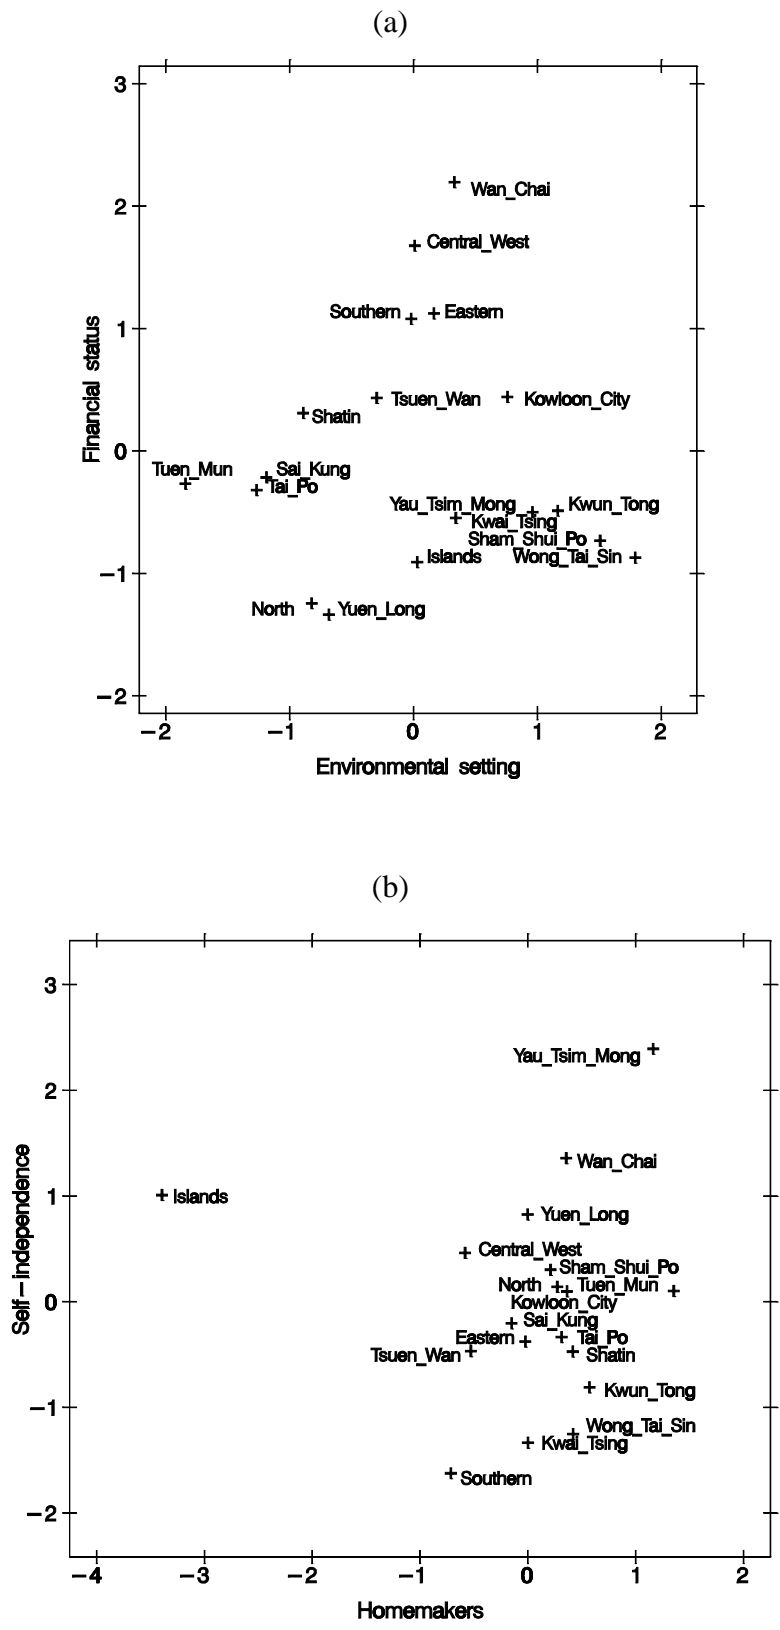 (a)
3
Wan_Chai
2
Central_West
Southern
Eastern
1
Tsuen_Wan
Kowloon_City
Shatin
Financial status
0
Tuen_Mun
Sai_Kung
Tai_Po
Yau_Tsim_Mong
Kwun_Tong
Kwai_Tsing
Sham_Shui_Po
Islands
Wong_Tai_Sin
−1
North
Yuen_Long
−2
−2 −1 0 1 2
Environmental setting
(b)
3
Yau_Tsim_Mong
2
Wan_Chai
1
Islands
Yuen_Long
Self−independence
Central_West
Sham_Shui_Po
North
Tuen_Mun
0
Kowloon_City
Sai_Kung
Eastern
Tai_Po
Tsuen_Wan
Shatin
−1
Kwun_Tong
Wong_Tai_Sin
Kwai_Tsing
Southern
−2
−4 −3 −2 −1 0 1 2
Homemakers